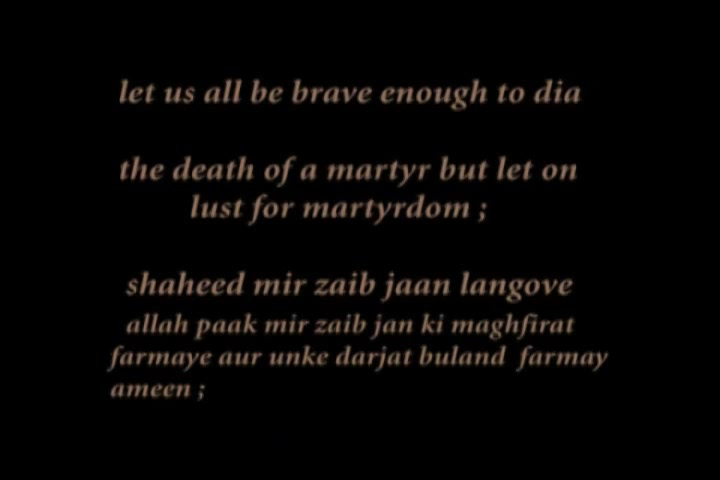 let us all be brave enough to dia
the death of a martyr but let on
lust for martyrdom ;
shaheed mir zaib jaan langove
allah paak mir zaib jan ki maghfirat
farmaye aur unke darjat buland farmay
ameen ;